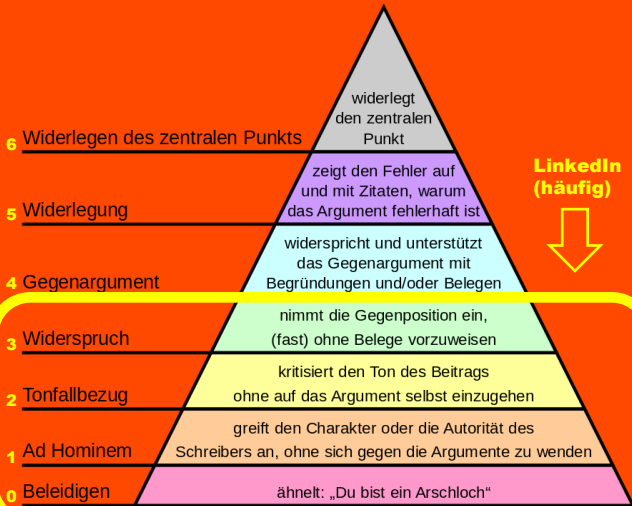 widerlegt
den zentralen
Punkt
6 Widerlegen des zentralen Punkts
LinkedIn
(häufig)
zeigt den Fehler auf
und mit Zitaten, warum
das Argument fehlerhaft ist
5 Widerlegung
widerspricht und unterstützt
das Gegenargument mit
Begründungen und/oder Belegen
4 Gegenargument
nimmt die Gegenposition ein,
(fast) ohne Belege vorzuweisen
3 Widerspruch
kritisiert den Ton des Beitrags
ohne auf das Argument selbst einzugehen
2 Tonfallbezug
greift den Charakter oder die Autorität des
Schreibers an, ohne sich gegen die Argumente zu wenden
1 Ad Hominem
0 Beleidigen
ähnelt: „Du bist ein Arschloch“